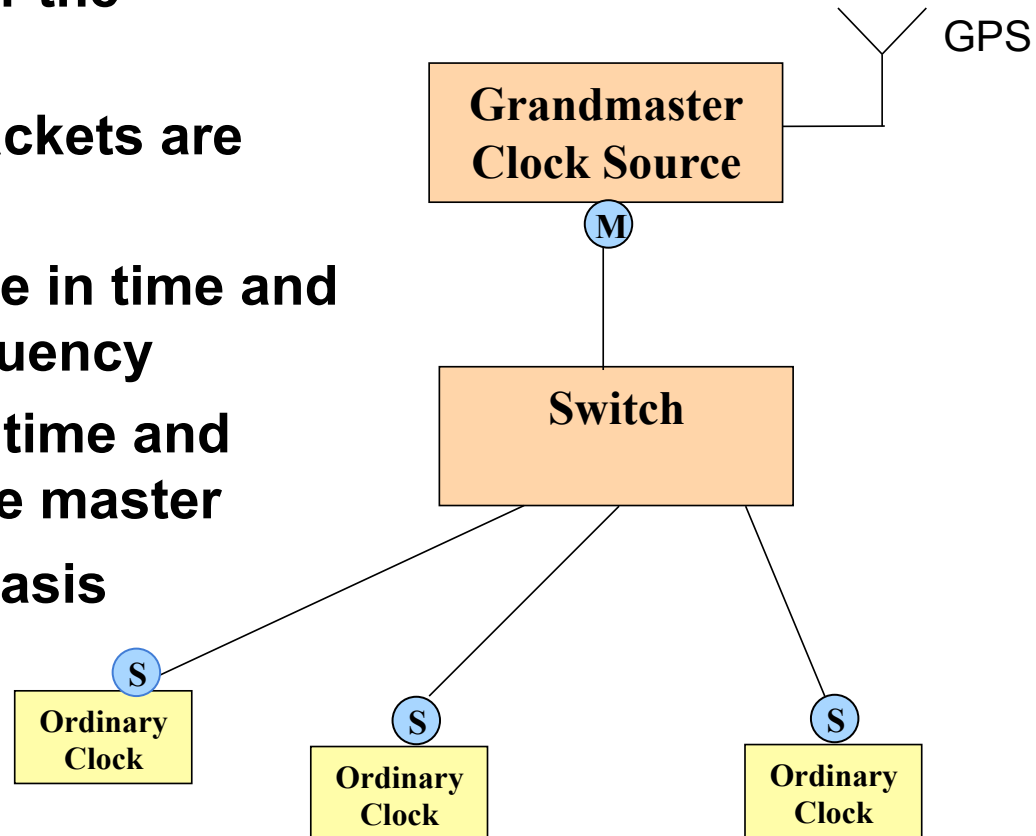 the
ckets are
e in time and
uency
time and
e master
asis
GPS
Grandmaster
Clock Source
M
Switch
S
Ordinary
Clock
S
Ordinary
Clock
S
Ordinary
Clock